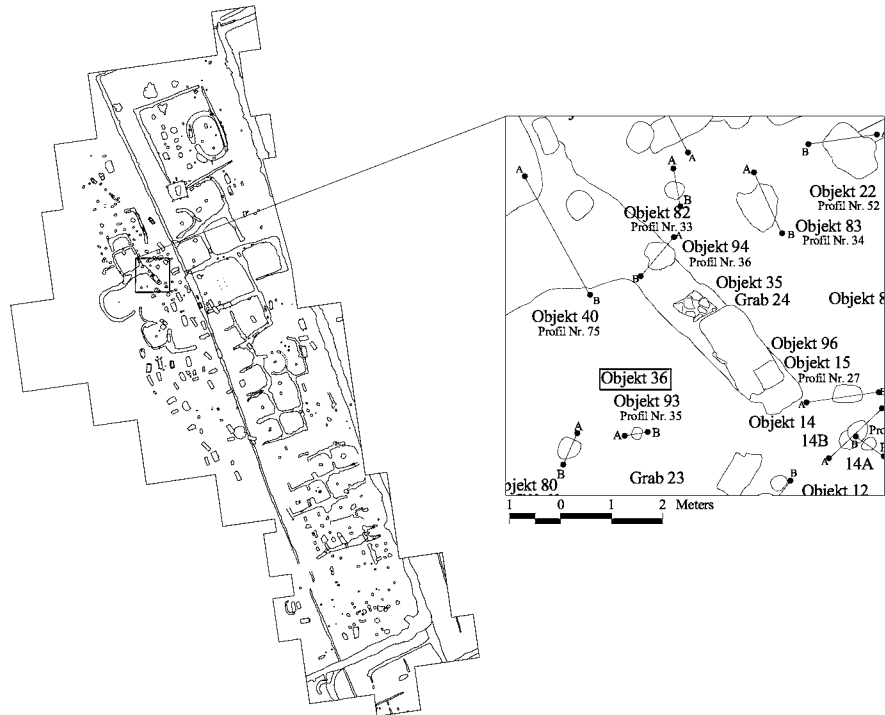 A
A
B
A
A
B
Objekt 22
Profil Nr. 52
A
B
Objekt 82
Profil Nr. 33
Objekt 83
Profil Nr. 34
B
A
Objekt 94
Profil Nr. 36
B
Objekt 35
Grab 24
B
Objekt 40
Profil Nr. 75
Objekt 96
Objekt 15
Profil Nr. 27
Objekt 36
Objekt 93
Profil Nr. 35
A
B
Objekt 14
14B
A
A
B
B
B
A
14A
B
Grab 23
B
Objekt 12
1 0 1 2 Meters